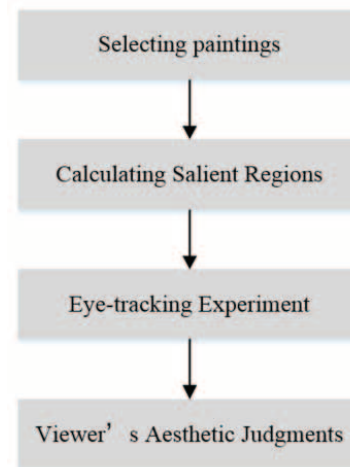 Selecting paintings
Calculating Salient Regions
Eye-tracking Experiment
Viewer’ s Aesthetic Judgments